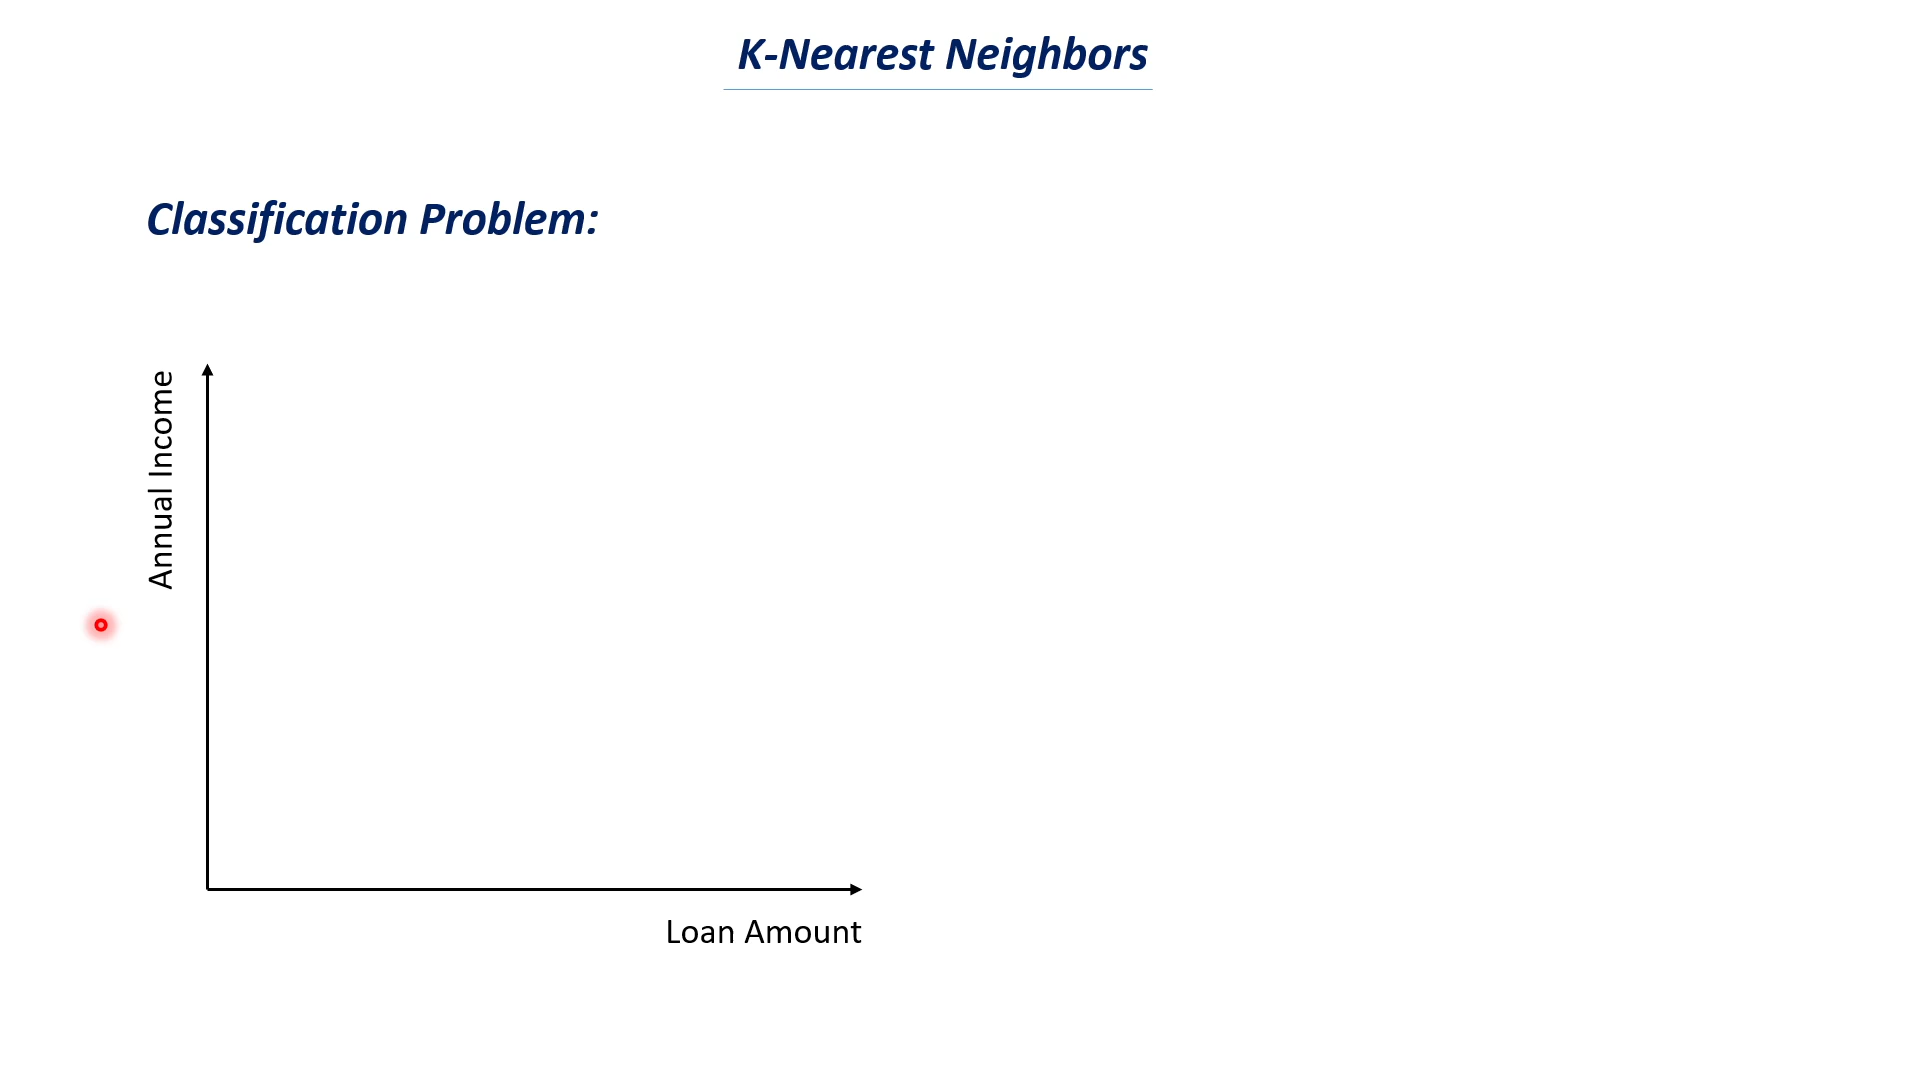 K-Nearest Neighbors
Classification Problem:
Annual Income
Loan Amount